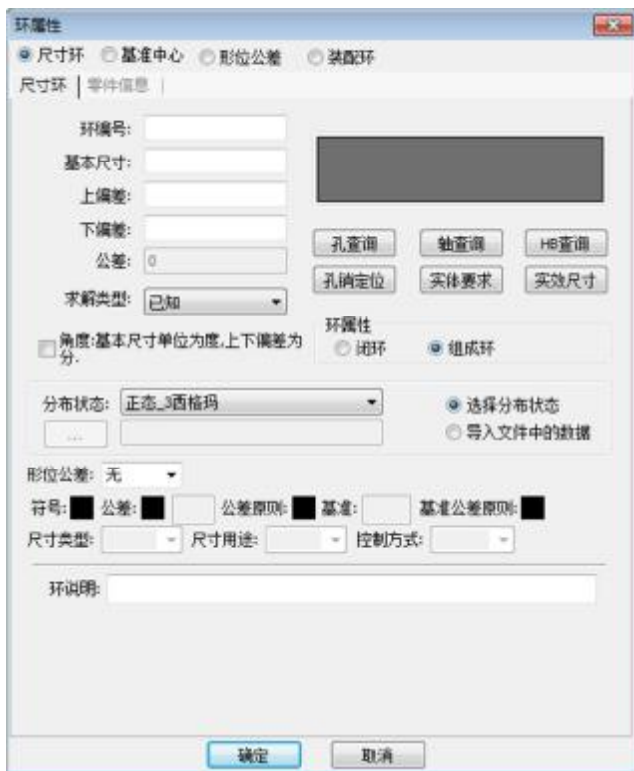 环属性
尺寸环 基准中心 形位公差 装配环
尺寸环 零件信息
环编号:
基本尺寸:
上偏差:
下偏差:
公差: 0
求解类型: 已知
孔查询 轴查询 HB查询
孔销定位 实体要求 实效尺寸
角度:基本尺寸单位为度,上下偏差为
分.
环属性
闭环 组成环
分布状态: 正态_3西格玛
选择分布状态
...
导入文件中的数据
形位公差: 无
符号: 公差: 公差原则: 基准: 基准公差原则:
尺寸类型: 尺寸用途: 控制方式:
环说明:
确定 取消